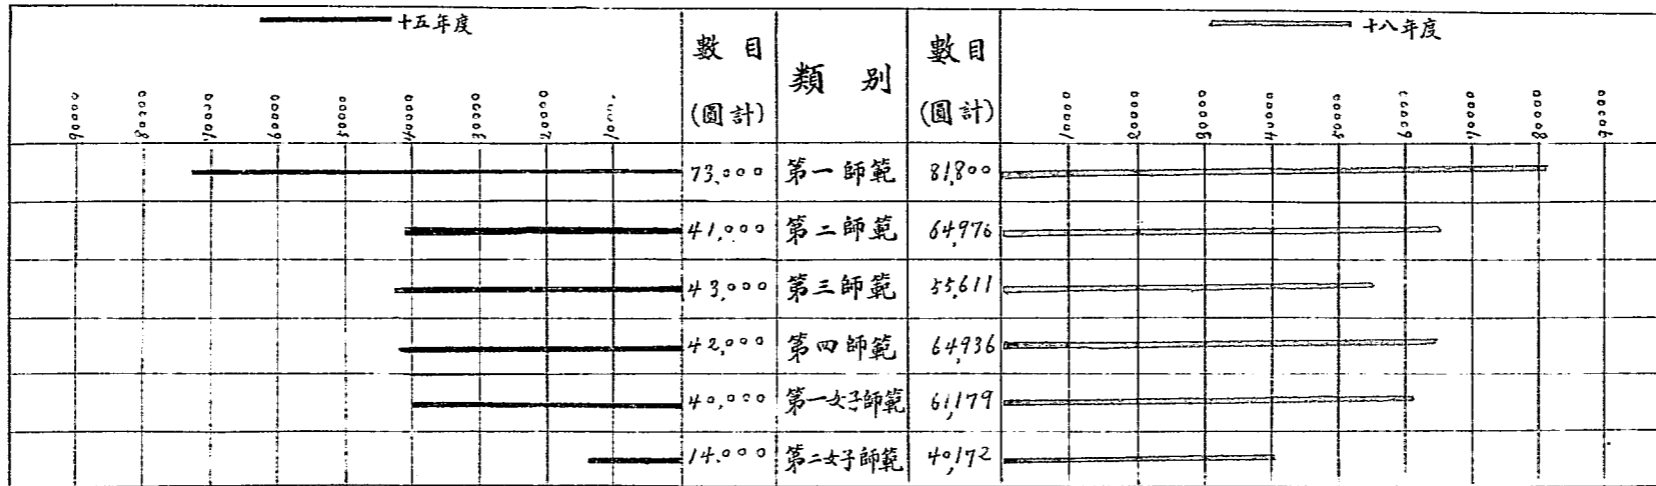 十五年度
數目
(圓計)
類別
數目
(圓計)
十八年度
90000 80000 70000 60000 50000 40000 30000 20000
10000 20000 30000 40000 50000 60000 70000 80000 90000
73,000 第一師範 81,800
41,000 第二師範 64,976
43,000 第三師範 55,611
42,000 第四師範 64,936
40,000 第一女子師範 61,179
14,000 第二女子師範 40,172